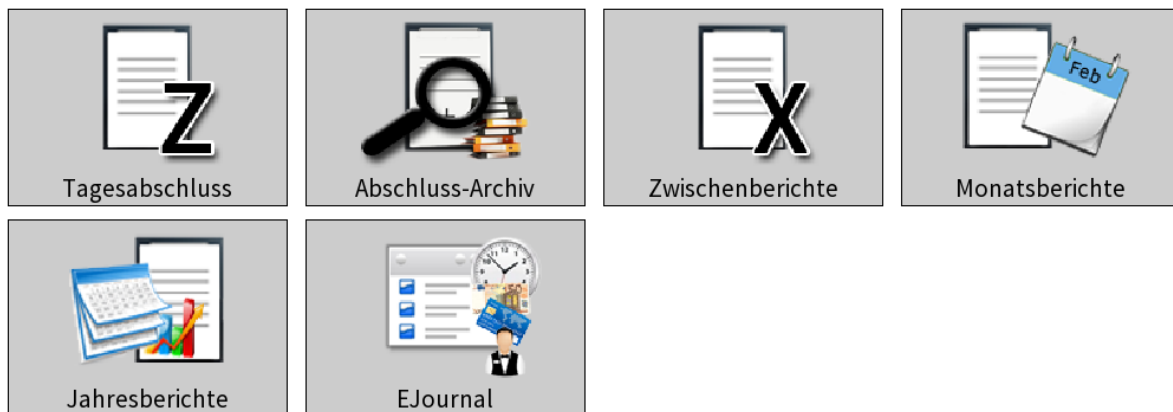 Z
X
Feb
Tagesabschluss
Abschluss-Archiv
Zwischenberichte
Monatsberichte
Jahresberichte
EJournal